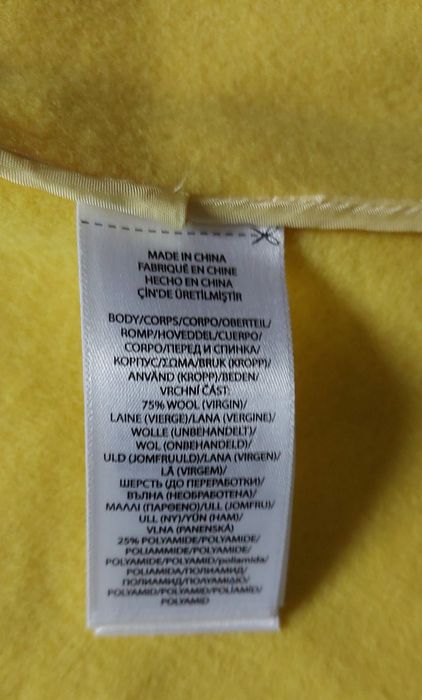 MADE IN CHINA
FABRIQUÉ EN CHINE
HECHO EN CHINA
ÇİN'DE ÜRETİLMİŞTİR
BODY/CORPS/CORPO/OBERTEIL/
ROMP/HOVEDDEL/CUERPO/
CORPO/ПЕРЕД И СПИНКА/
КОРПУС/ΣΩΜΑ/BRUK (KROPP)/
ANVÄND (KROPP)/BEDEN/
VRCHNÍ ČÁST:
75% WOOL (VIRGIN)/
LAINE (VIERGE)/LANA (VERGINE)/
WOLLE (UNBEHANDELT)/
WOL (ONBEHANDELD)/
ULD (JOMFRUULD)/LANA (VIRGEN)/
LÃ (VIRGEM)/
ШЕРСТЬ (ДО ПЕРЕРАБОТКИ)/
ВЪЛНА (НЕОБРАБОТЕНА)/
ΜΑΛΛΙ (ΠΑΡΘΕΝΟ)/ULL (JOMFRU)/
ULL (NY)/YÜN (HAM)/
VLNA (PANENSKÁ)
25% POLYAMIDE/POLYAMIDE/
POLIAMMIDE/POLYAMIDE/
POLYAMIDE/POLYAMID/poliamida/
POLIAMIDA/ПОЛИАМИД/
ПОЛИАМИД/ΠΟΛΥΑΜΙΔΙΟ/
POLYAMID/POLYAMID/POLİAMİD/
POLYAMID